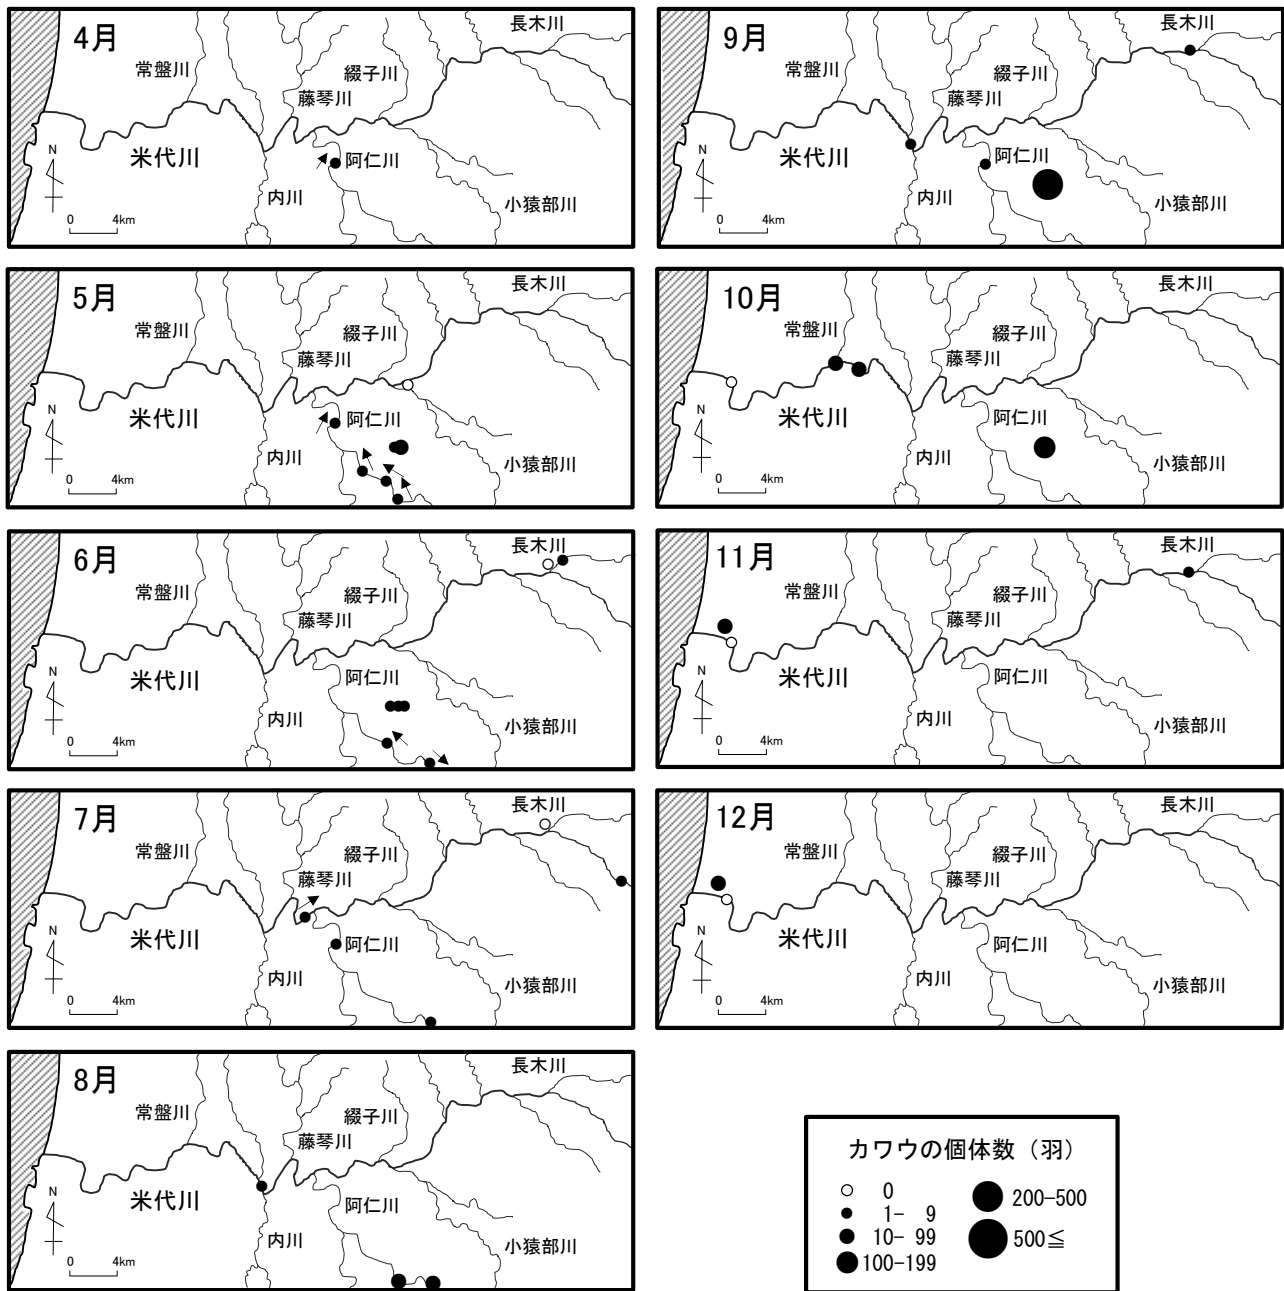 4月
長木川
常盤川
綴子川
藤琴川
米代川
阿仁川
内川
小猿部川
N
0 4km
5月
長木川
常盤川
綴子川
藤琴川
米代川
阿仁川
内川
小猿部川
N
0 4km
6月
長木川
常盤川
綴子川
藤琴川
米代川
阿仁川
内川
小猿部川
N
0 4km
7月
長木川
常盤川
綴子川
藤琴川
米代川
阿仁川
内川
小猿部川
N
0 4km
8月
長木川
常盤川
綴子川
藤琴川
米代川
阿仁川
内川
小猿部川
N
0 4km
9月
長木川
常盤川
綴子川
藤琴川
米代川
阿仁川
内川
小猿部川
N
0 4km
10月
長木川
常盤川
綴子川
藤琴川
米代川
阿仁川
内川
小猿部川
N
0 4km
11月
長木川
常盤川
綴子川
藤琴川
米代川
阿仁川
内川
小猿部川
N
0 4km
12月
長木川
常盤川
綴子川
藤琴川
米代川
阿仁川
内川
小猿部川
N
0 4km
カワウの個体数（羽）
0
1- 9
10- 99
100-199
200-500
500≦